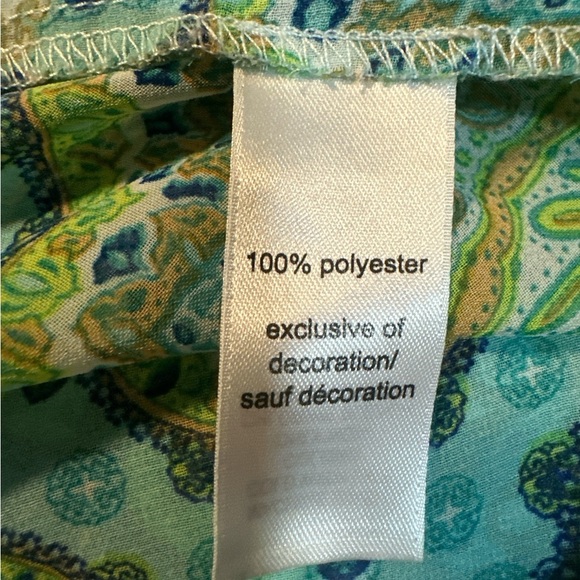 100% polyester
exclusive of
decoration/
sauf décoration